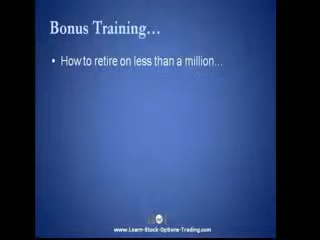 Bonus Training…
• How to retire on less than a million…
www.Learn-Stock-Options-Trading.com